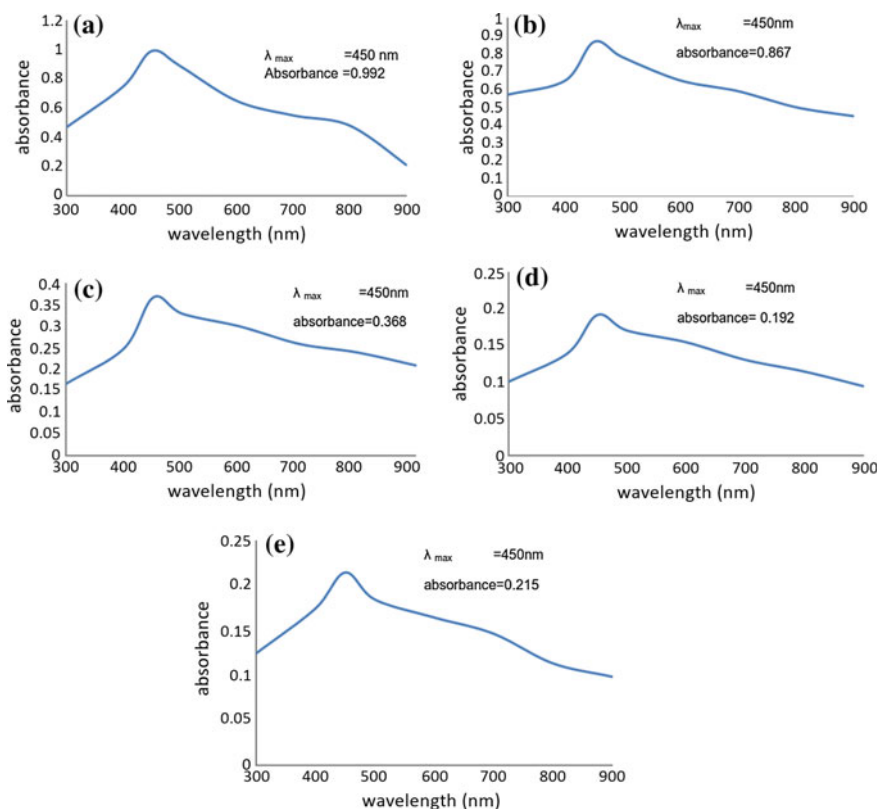 (a)
λ max =450 nm
Absorbance =0.992
absorbance
1.2
1
0.8
0.6
0.4
0.2
0
300 400 500 600 700 800 900
wavelength (nm)
(b)
λmax =450nm
absorbance=0.867
absorbance
1
0.9
0.8
0.7
0.6
0.5
0.4
0.3
0.2
0.1
0
300 400 500 600 700 800 900
wavelength (nm)
(c)
λ max =450nm
absorbance=0.368
absorbance
0.4
0.35
0.3
0.25
0.2
0.15
0.1
0.05
0
300 400 500 600 700 800 900
wavelength (nm)
(d)
λ max =450nm
absorbance= 0.192
absorbance
0.25
0.2
0.15
0.1
0.05
0
300 400 500 600 700 800 900
wavelength (nm)
(e)
λ max =450nm
absorbance=0.215
absorbance
0.25
0.2
0.15
0.1
0.05
0
300 400 500 600 700 800 900
wavelength (nm)